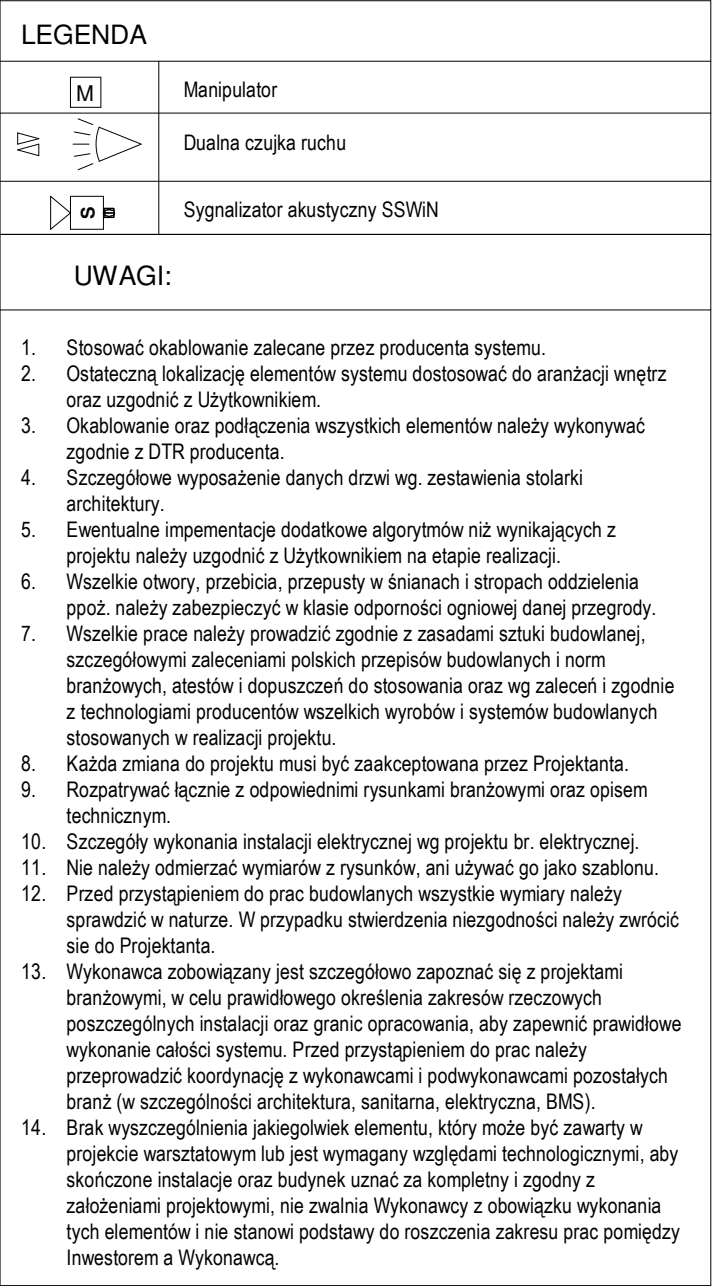 LEGENDA
M Manipulator
Dualna czujka ruchu
S Sygnalizator akustyczny SSWiN
UWAGI:
1. Stosować okablowanie zalecane przez producenta systemu.
2. Ostateczną lokalizację elementów systemu dostosować do aranżacji wnętrz
oraz uzgodnić z Użytkownikiem.
3. Okablowanie oraz podłączenia wszystkich elementów należy wykonywać
zgodnie z DTR producenta.
4. Szczegółowe wyposażenie danych drzwi wg. zestawienia stolarki
architektury.
5. Ewentualne impementacje dodatkowe algorytmów niż wynikających z
projektu należy uzgodnić z Użytkownikiem na etapie realizacji.
6. Wszelkie otwory, przebicia, przepusty w śnianach i stropach oddzielenia
ppoż. należy zabezpieczyć w klasie odporności ogniowej danej przegrody.
7. Wszelkie prace należy prowadzić zgodnie z zasadami sztuki budowlanej,
szczegółowymi zaleceniami polskich przepisów budowlanych i norm
branżowych, atestów i dopuszczeń do stosowania oraz wg zaleceń i zgodnie
z technologiami producentów wszelkich wyrobów i systemów budowlanych
stosowanych w realizacji projektu.
8. Każda zmiana do projektu musi być zaakceptowana przez Projektanta.
9. Rozpatrywać łącznie z odpowiednimi rysunkami branżowymi oraz opisem
technicznym.
10. Szczegóły wykonania instalacji elektrycznej wg projektu br. elektrycznej.
11. Nie należy odmierzać wymiarów z rysunków, ani używać go jako szablonu.
12. Przed przystąpieniem do prac budowlanych wszystkie wymiary należy
sprawdzić w naturze. W przypadku stwierdzenia niezgodności należy zwrócić
sie do Projektanta.
13. Wykonawca zobowiązany jest szczegółowo zapoznać się z projektami
branżowymi, w celu prawidłowego określenia zakresów rzeczowych
poszczególnych instalacji oraz granic opracowania, aby zapewnić prawidłowe
wykonanie całości systemu. Przed przystąpieniem do prac należy
przeprowadzić koordynację z wykonawcami i podwykonawcami pozostałych
branż (w szczególności architektura, sanitarna, elektryczna, BMS).
14. Brak wyszczególnienia jakiegolwiek elementu, który może być zawarty w
projekcie warsztatowym lub jest wymagany względami technologicznymi, aby
skończone instalacje oraz budynek uznać za kompletny i zgodny z
założeniami projektowymi, nie zwalnia Wykonawcy z obowiązku wykonania
tych elementów i nie stanowi podstawy do roszczenia zakresu prac pomiędzy
Inwestorem a Wykonawcą.